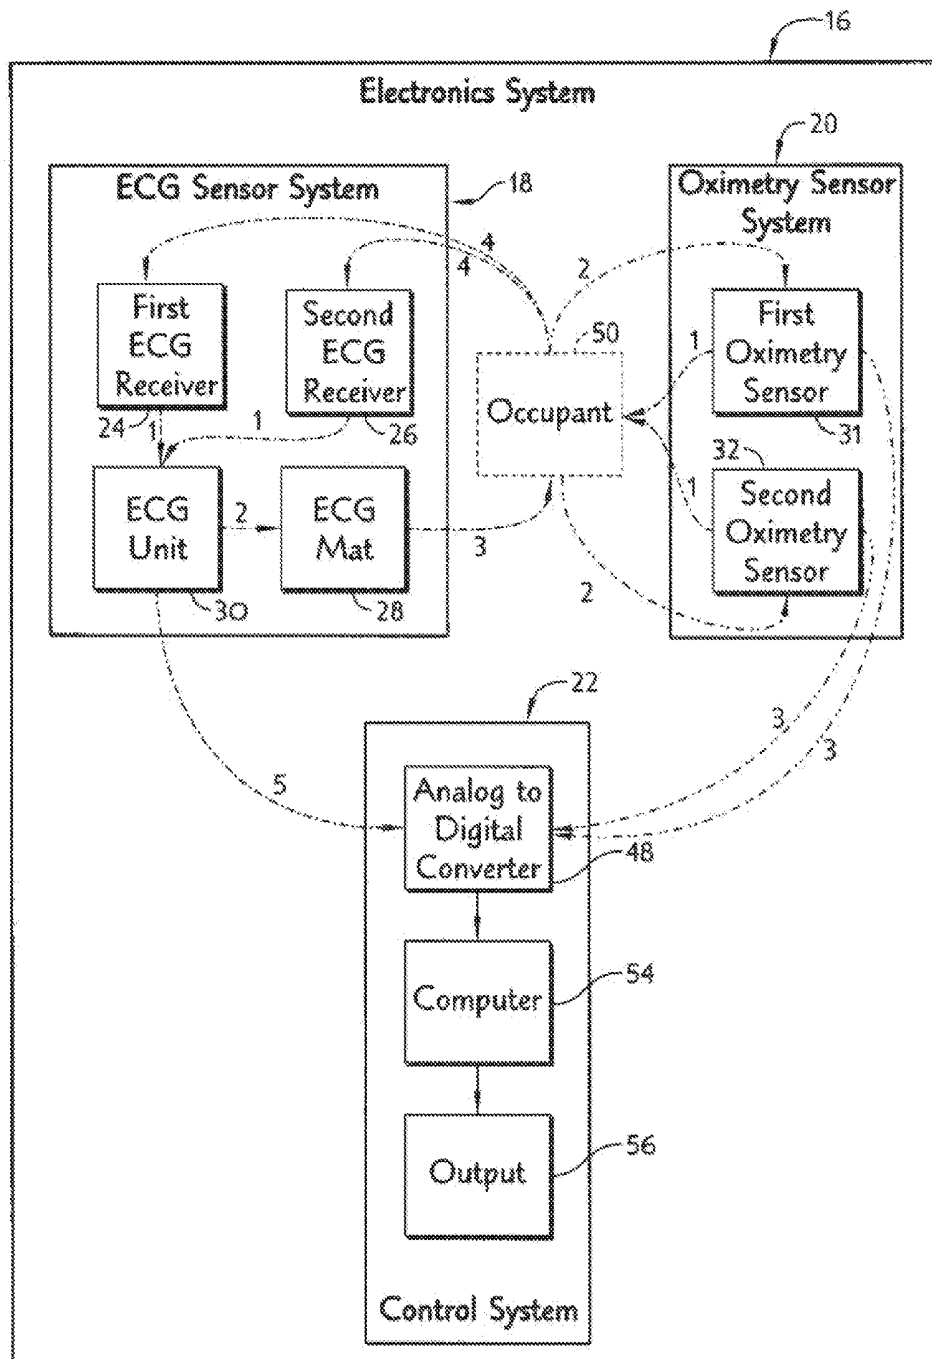 16
Electronics System
20
ECG Sensor System
18
Oximetry Sensor
System
4
4
2
First
ECG
Receiver
Second
ECG
Receiver
50
Occupant
1
First
Oximetry
Sensor
24
1
1
26
31
32
ECG
Unit
2
ECG
Mat
3
1
Second
Oximetry
Sensor
30
28
2
22
3
3
5
Analog to
Digital
Converter
48
Computer
54
Output
56
Control System